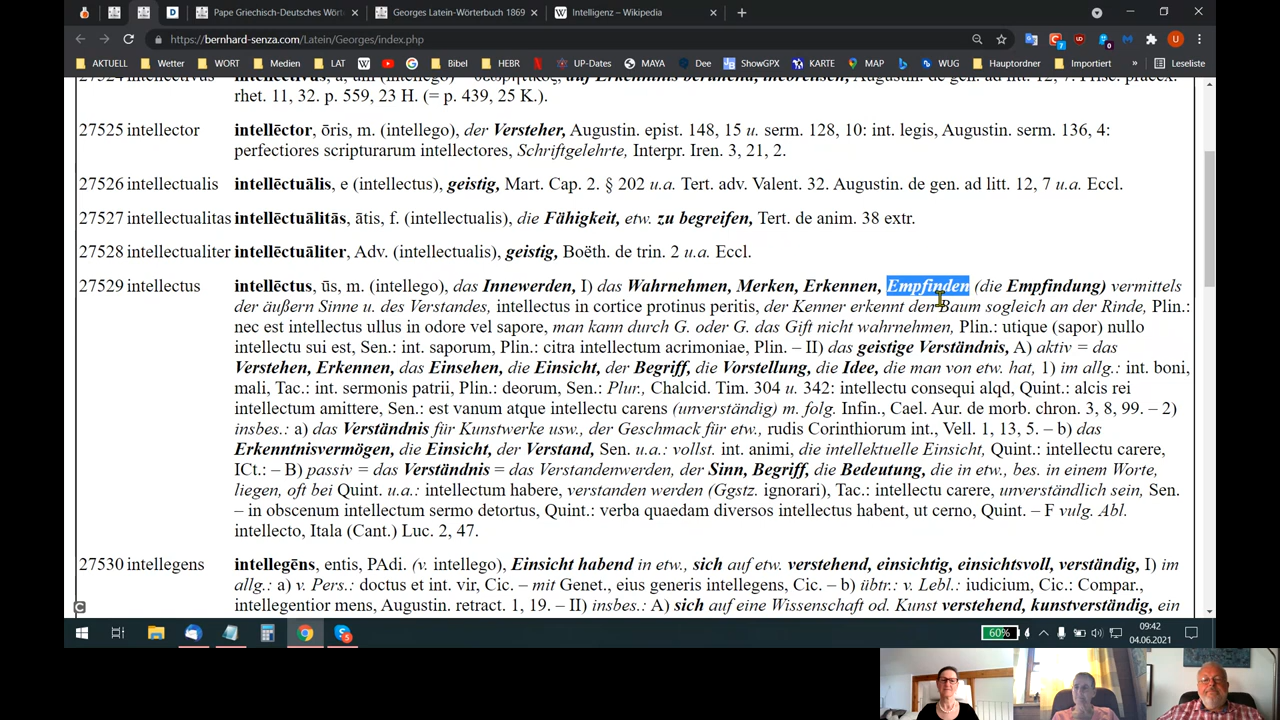 Pape Griechisch-Deutsches Wört
Georges Latein-Wörterbuch 1869
Intelligenz – Wikipedia
https://bernhard-senza.com/Latein/Georges/index.php
AKTUELL Wetter WORT Medien LAT Bibel HEBR UP-Dates MAYA Dee ShowGPX KARTE MAP WUG Hauptordner Importiert Leseliste
rhet. 11, 32. p. 559, 23 H. (= p. 439, 25 K.).
27525 intellector intellēctor, ōris, m. (intellego), der Versteher, Augustin. epist. 148, 15 u. serm. 128, 10: int. legis, Augustin. serm. 136, 4:
perfectiores scripturarum intellectores, Schriftgelehrte, Interpr. Iren. 3, 21, 2.
27526 intellectualis intellēctuālis, e (intellectus), geistig, Mart. Cap. 2. § 202 u.a. Tert. adv. Valent. 32. Augustin. de gen. ad litt. 12, 7 u.a. Eccl.
27527 intellectualitas intellēctuālitās, ātis, f. (intellectualis), die Fähigkeit, etw. zu begreifen, Tert. de anim. 38 extr.
27528 intellectualiter intellēctuāliter, Adv. (intellectualis), geistig, Boëth. de trin. 2 u.a. Eccl.
27529 intellectus intellēctus, ūs, m. (intellego), das Innewerden, I) das Wahrnehmen, Merken, Erkennen, Empfinden (die Empfindung) vermittels
der äußern Sinne u. des Verstandes, intellectus in cortice protinus peritis, der Kenner erkennt den Baum sogleich an der Rinde, Plin.:
nec est intellectus ullus in odore vel sapore, man kann durch G. oder G. das Gift nicht wahrnehmen, Plin.: utique (sapor) nullo
intellectu sui est, Sen.: int. saporum, Plin.: citra intellectum acrimoniae, Plin. – II) das geistige Verständnis, A) aktiv = das
Verstehen, Erkennen, das Einsehen, die Einsicht, der Begriff, die Vorstellung, die Idee, die man von etw. hat, 1) im allg.: int. boni,
mali, Tac.: int. sermonis patrii, Plin.: deorum, Sen.: Plur., Chalcid. Tim. 304 u. 342: intellectu consequi alqd, Quint.: alcis rei
intellectum amittere, Sen.: est vanum atque intellectu carens (unverständig) m. folg. Infin., Cael. Aur. de morb. chron. 3, 8, 99. – 2)
insbes.: a) das Verständnis für Kunstwerke usw., der Geschmack für etw., rudis Corinthiorum int., Vell. 1, 13, 5. – b) das
Erkenntnisvermögen, die Einsicht, der Verstand, Sen. u.a.: vollst. int. animi, die intellektuelle Einsicht, Quint.: intellectu carere,
ICt.: – B) passiv = das Verständnis = das Verstandenwerden, der Sinn, Begriff, die Bedeutung, die in etw., bes. in einem Worte,
liegen, oft bei Quint. u.a.: intellectum habere, verstanden werden (Ggstz. ignorari), Tac.: intellectu carere, unverständlich sein, Sen.
– in obscenum intellectum sermo detortus, Quint.: verba quaedam diversos intellectus habent, ut cerno, Quint. – F vulg. Abl.
intellecto, Itala (Cant.) Luc. 2, 47.
27530 intellegens intellegēns, entis, PAdi. (v. intellego), Einsicht habend in etw., sich auf etw. verstehend, einsichtig, einsichtsvoll, verständig, I) im
allg.: a) v. Pers.: doctus et int. vir, Cic. – mit Genet., eius generis intellegens, Cic. – b) übtr.: v. Lebl.: iudicium, Cic.: Compar.,
intellegentior mens, Augustin. retract. 1, 19. – II) insbes.: A) sich auf eine Wissenschaft od. Kunst verstehend, kunstverständig, ein
60%
09:42
04.06.2021